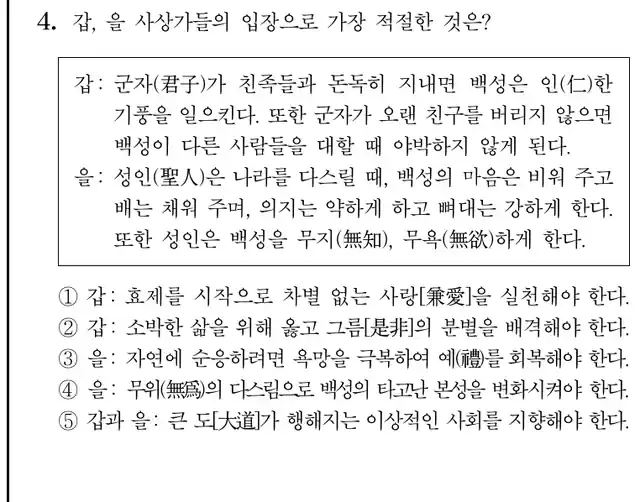 4. 갑, 을 사상가들의 입장으로 가장 적절한 것은?
갑: 군자(君子)가 친족들과 돈독히 지내면 백성은 인(仁)한
기풍을 일으킨다. 또한 군자가 오랜 친구를 버리지 않으면
백성이 다른 사람들을 대할 때 야박하지 않게 된다.
을: 성인(聖人)은 나라를 다스릴 때, 백성의 마음은 비워 주고
배는 채워 주며, 의지는 약하게 하고 뼈대는 강하게 한다.
또한 성인은 백성을 무지(無知), 무욕(無欲)하게 한다.
① 갑: 효제를 시작으로 차별 없는 사랑[兼愛]을 실천해야 한다.
② 갑: 소박한 삶을 위해 옳고 그름[是非]의 분별을 배격해야 한다.
③ 을: 자연에 순응하려면 욕망을 극복하여 예(禮)를 회복해야 한다.
④ 을: 무위(無爲)의 다스림으로 백성의 타고난 본성을 변화시켜야 한다.
⑤ 갑과 을: 큰 도[大道]가 행해지는 이상적인 사회를 지향해야 한다.